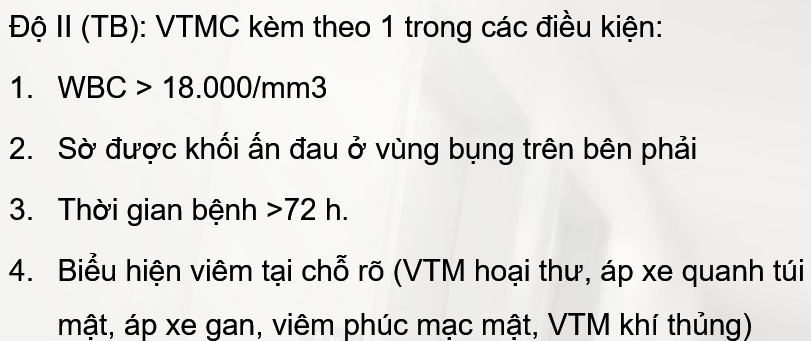 Độ II (TB): VTMC kèm theo 1 trong các điều kiện:
1. WBC > 18.000/mm3
2. Sờ được khối ấn đau ở vùng bụng trên bên phải
3. Thời gian bệnh >72 h.
4. Biểu hiện viêm tại chỗ rõ (VTM hoại thư, áp xe quanh túi
mật, áp xe gan, viêm phúc mạc mật, VTM khí thủng)